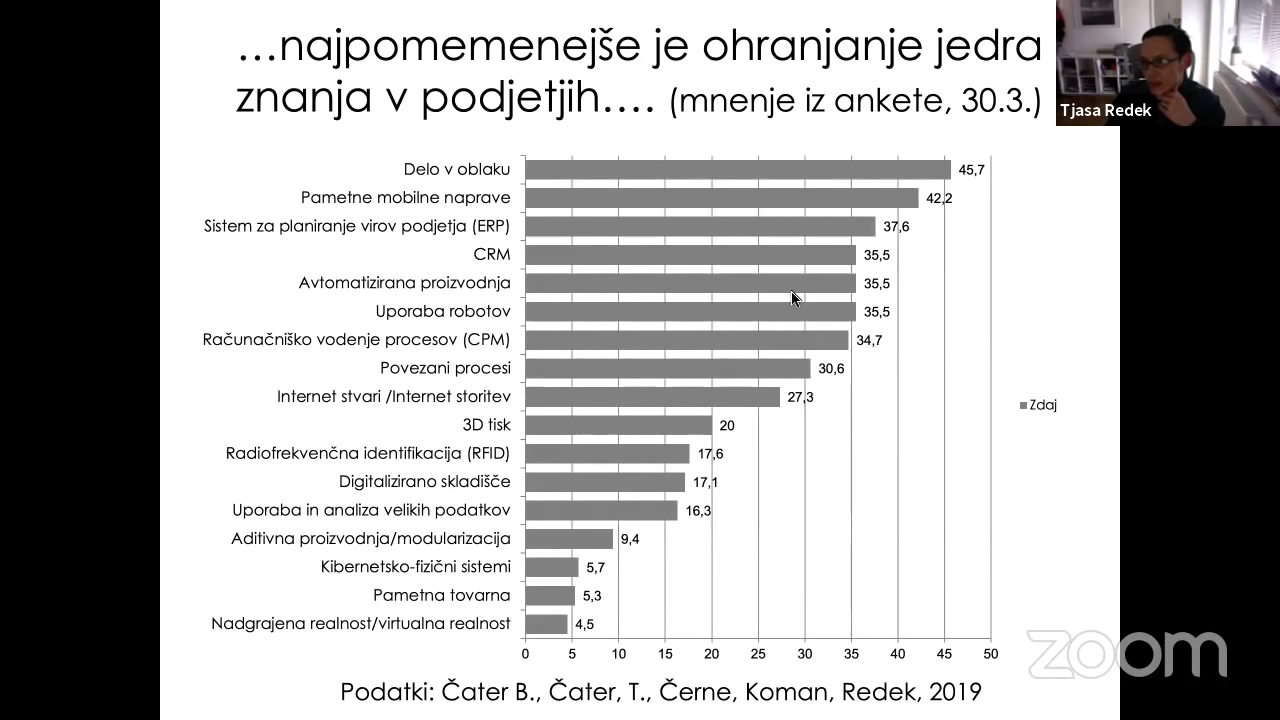 …najpomemenejše je ohranjanje jedra
znanja v podjetjih…. (mnenje iz ankete, 30.3.)
Tjasa Redek
Delo v oblaku 45,7
Pametne mobilne naprave 42,2
Sistem za planiranje virov podjetja (ERP) 37,6
CRM 35,5
Avtomatizirana proizvodnja 35,5
Uporaba robotov 35,5
Računačniško vodenje procesov (CPM) 34,7
Povezani procesi 30,6
Internet stvari /Internet storitev 27,3
Zdaj
3D tisk 20
Radiofrekvenčna identifikacija (RFID) 17,6
Digitalizirano skladišče 17,1
Uporaba in analiza velikih podatkov 16,3
Aditivna proizvodnja/modularizacija 9,4
Kibernetsko-fizični sistemi 5,7
Pametna tovarna 5,3
Nadgrajena realnost/virtualna realnost 4,5
0 5 10 15 20 25 30 35 40 45 50
zoom
Podatki: Čater B., Čater, T., Černe, Koman, Redek, 2019